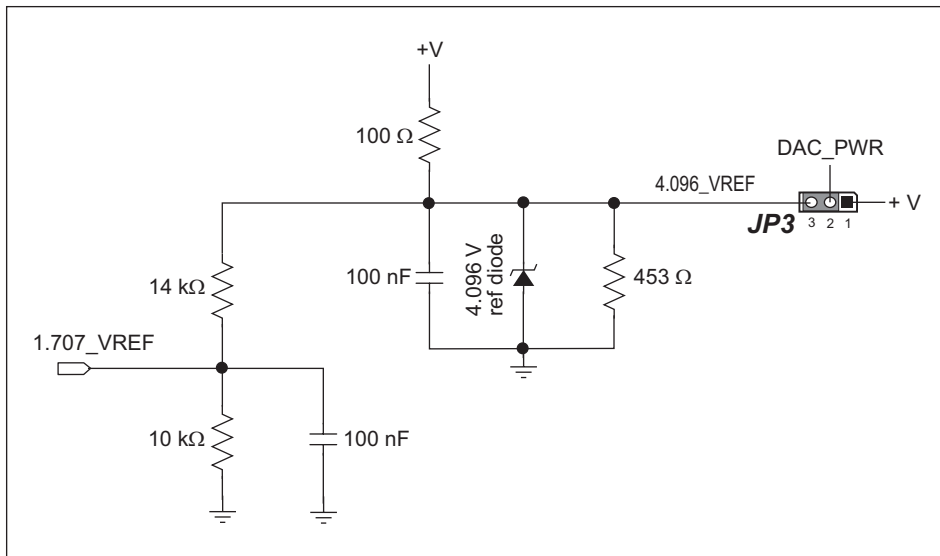 +V
100 Ω
DAC_PWR
4.096_VREF
+ V
JP3
3 2 1
14 kΩ
100 nF
4.096 V
ref diode
453 Ω
1.707_VREF
10 kΩ
100 nF